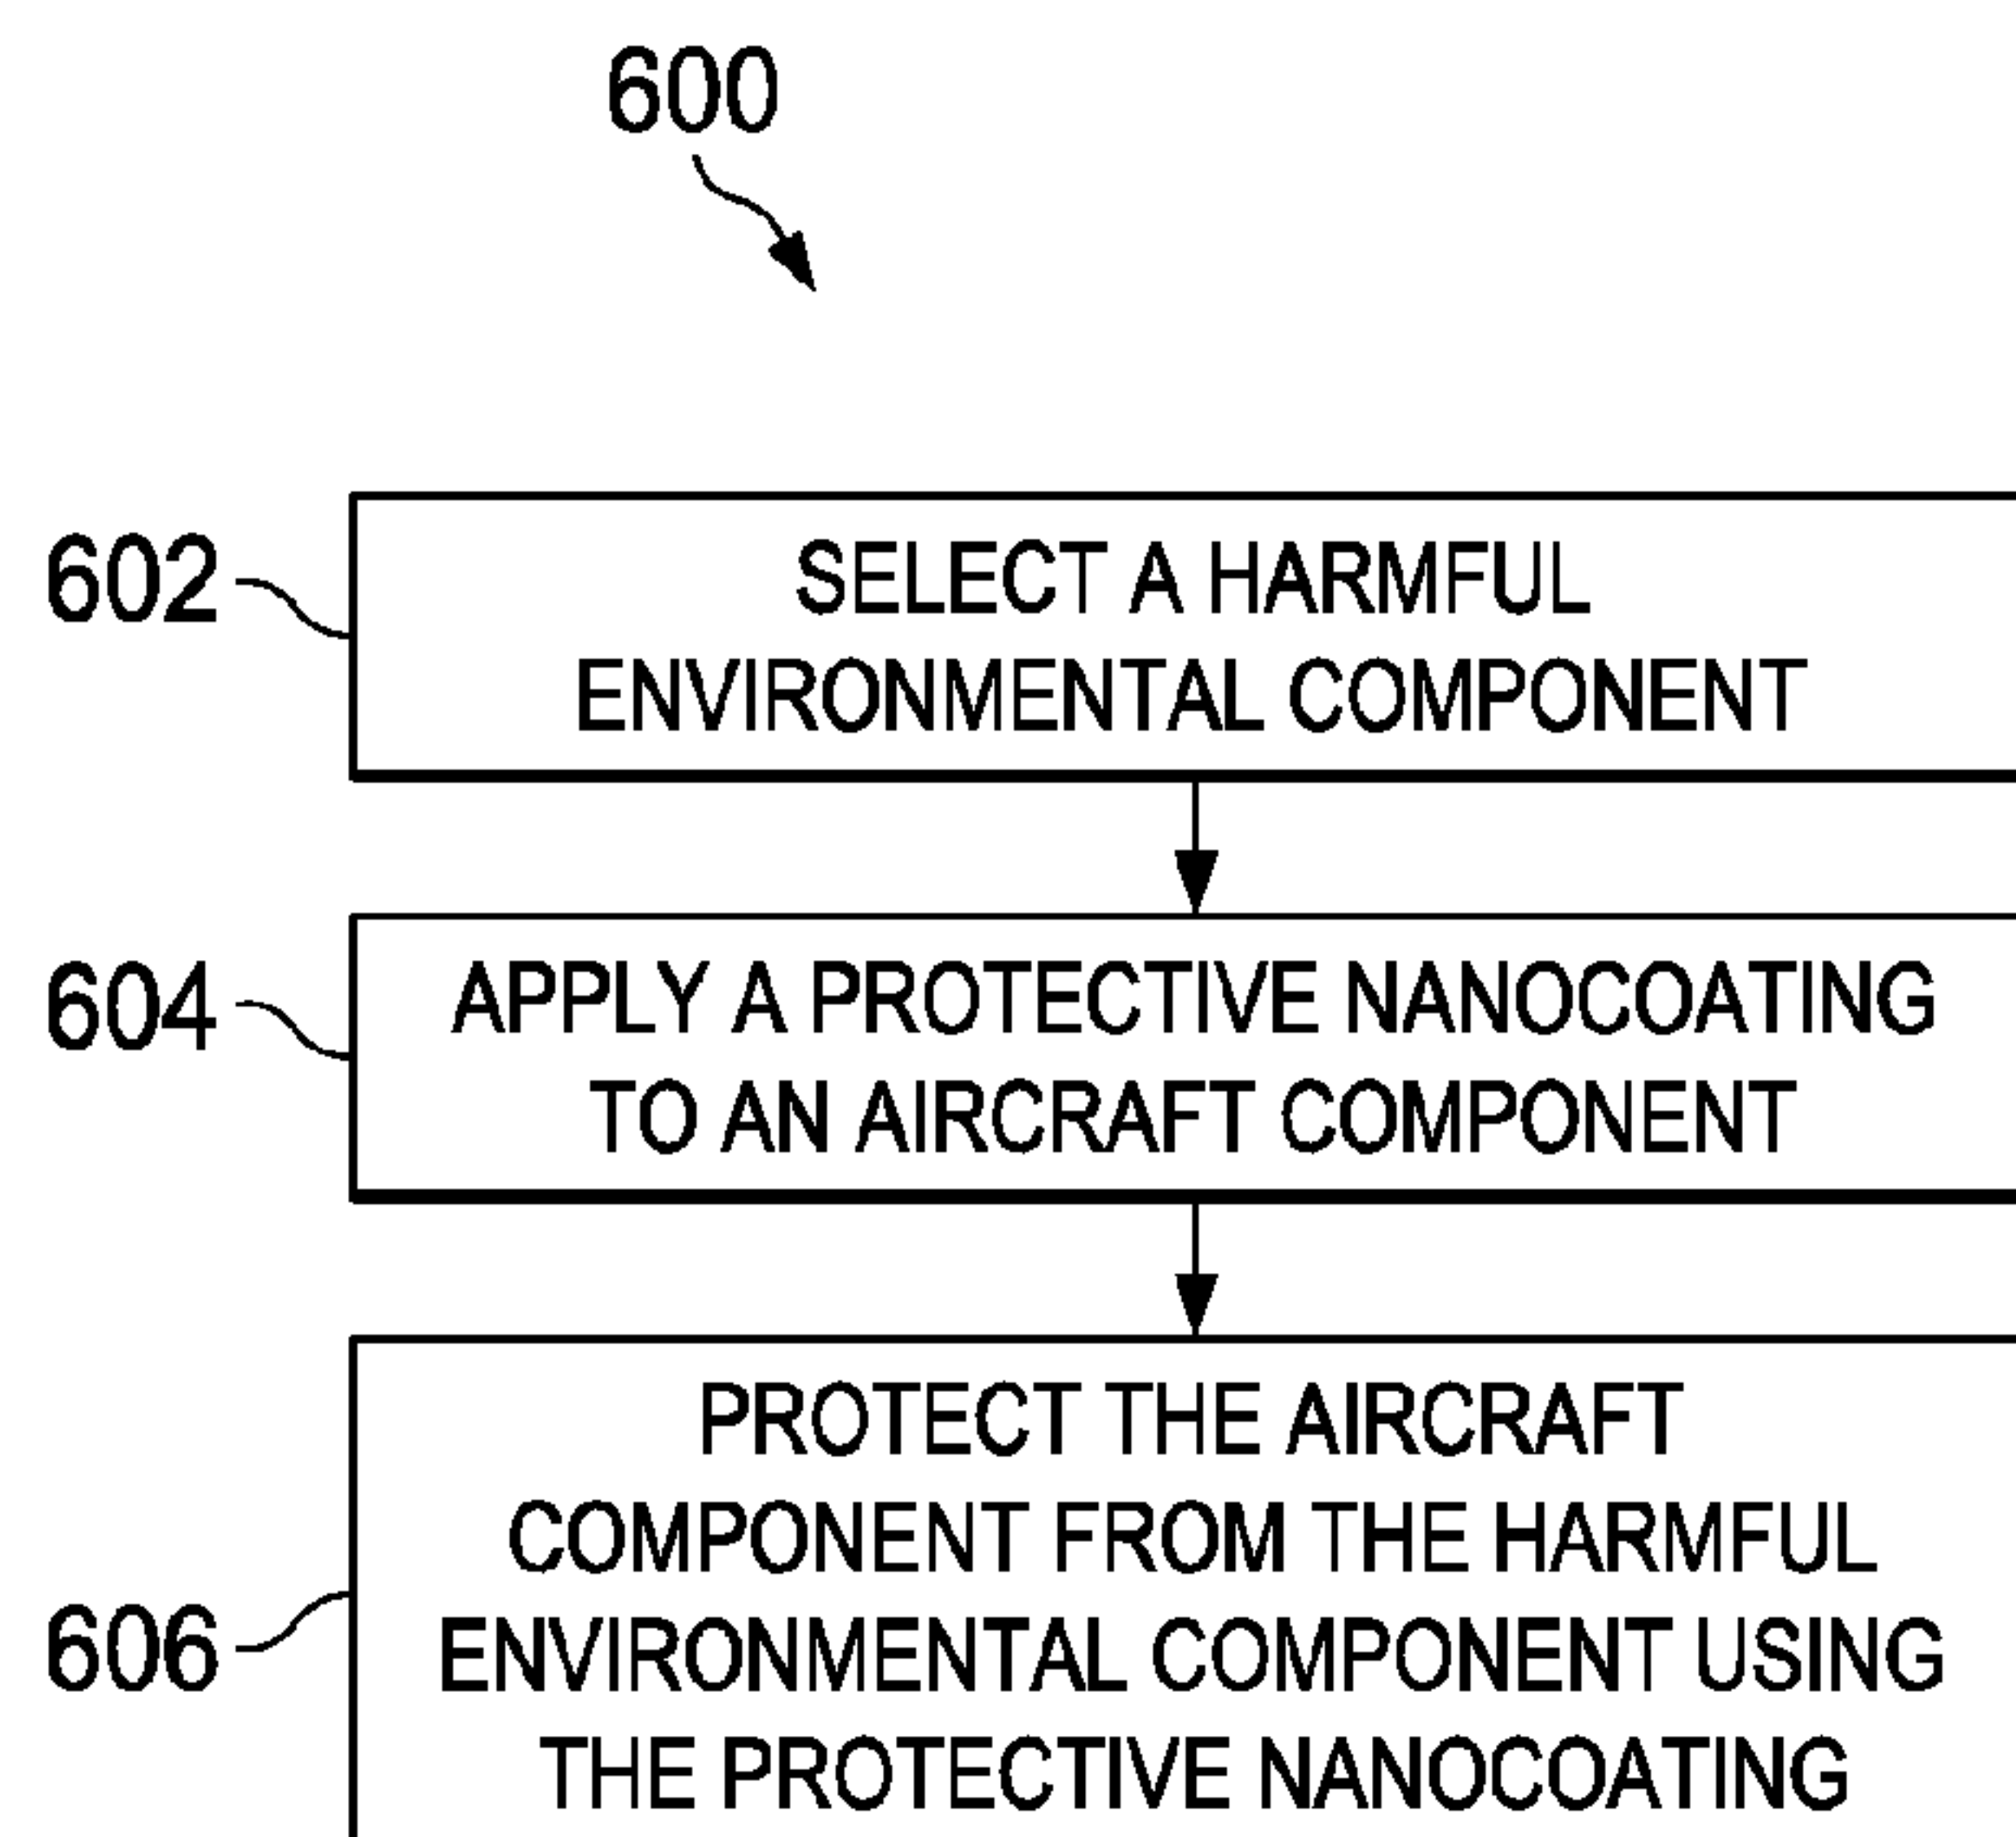 600
602
SELECT A HARMFUL
ENVIRONMENTAL COMPONENT
604
APPLY A PROTECTIVE NANOCOATING
TO AN AIRCRAFT COMPONENT
606
PROTECT THE AIRCRAFT
COMPONENT FROM THE HARMFUL
ENVIRONMENTAL COMPONENT USING
THE PROTECTIVE NANOCOATING